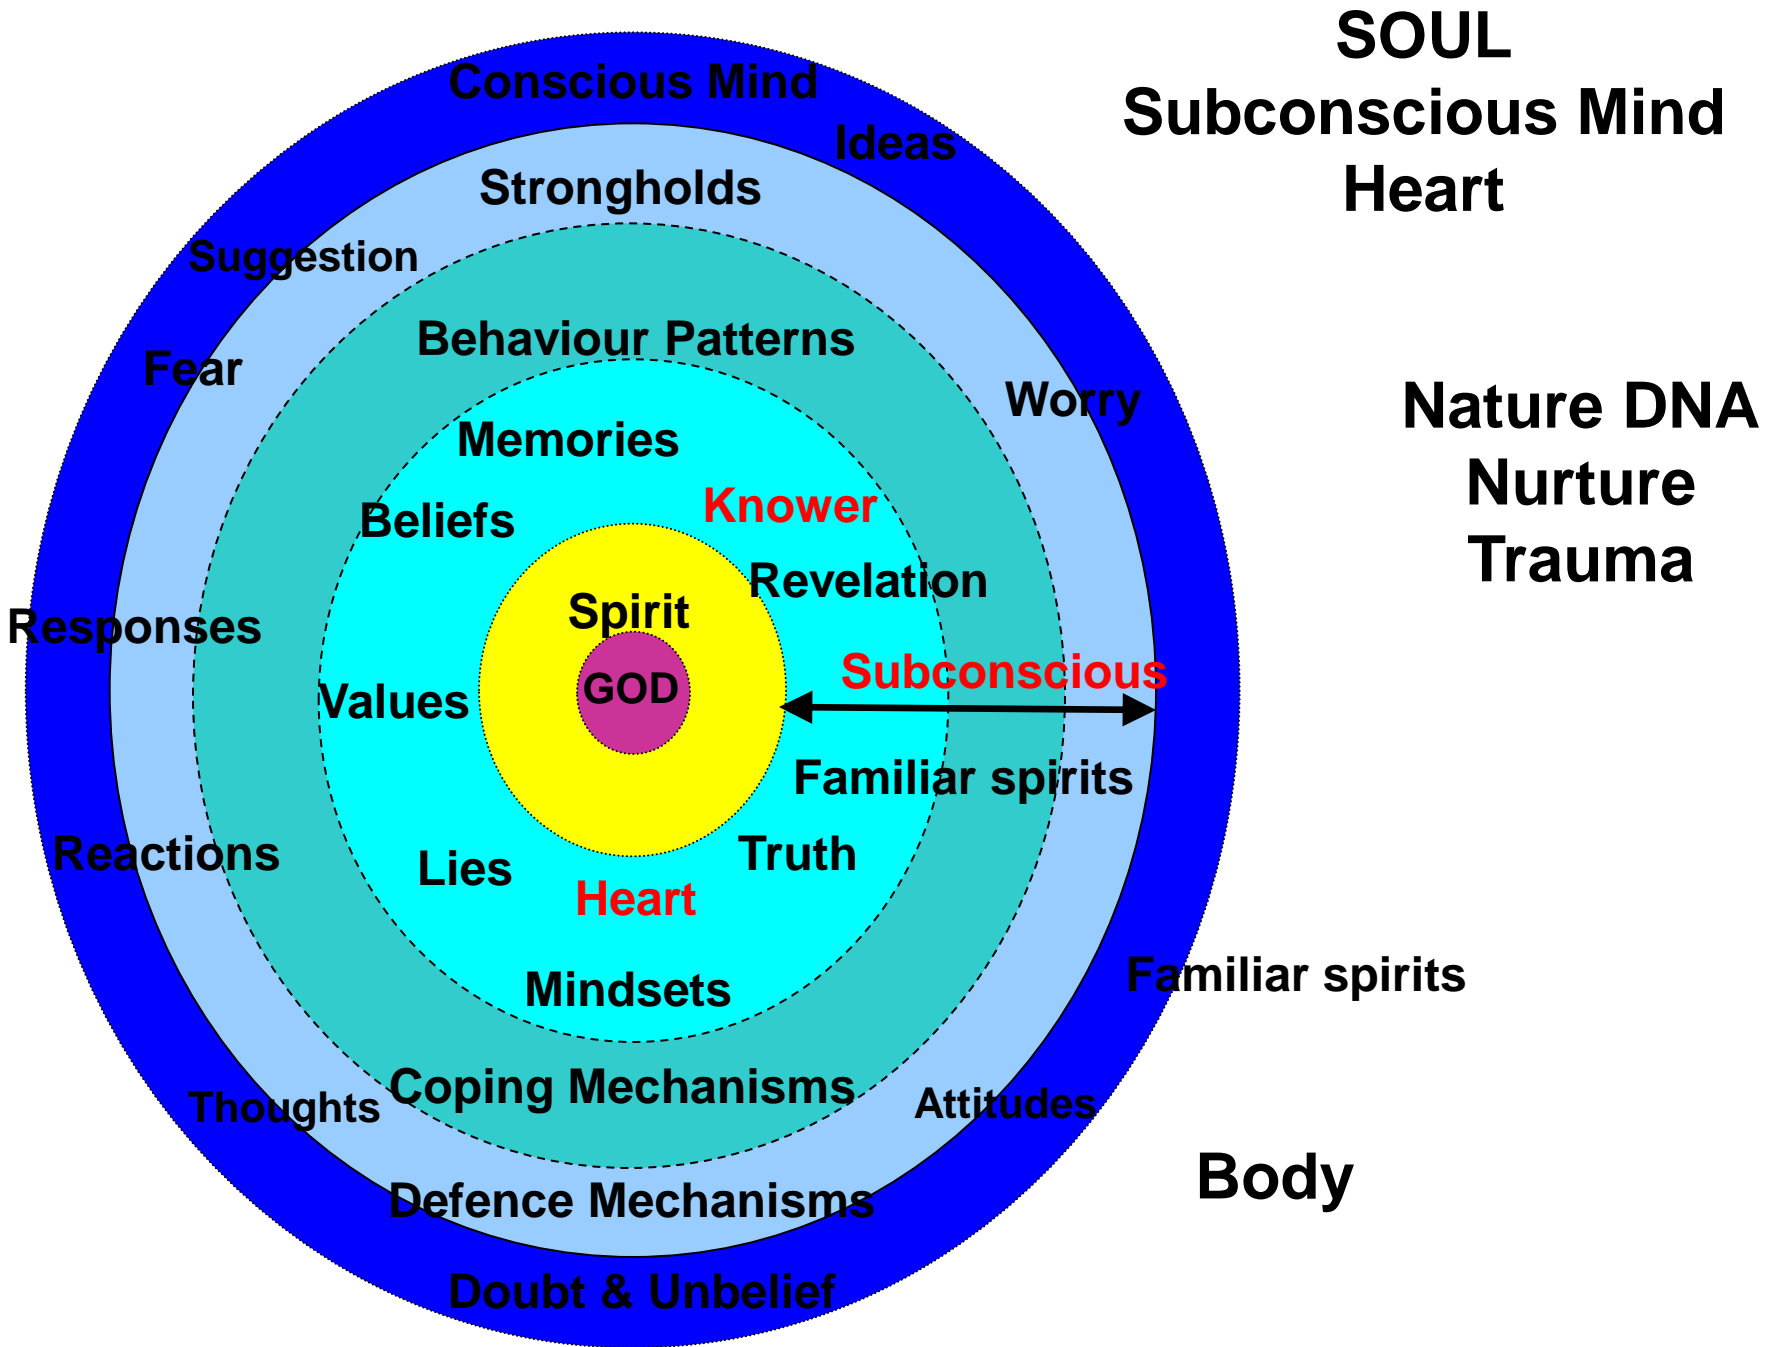 SOUL
Subconscious Mind
Heart
Conscious Mind
Ideas
Strongholds
Suggestion
Behaviour Patterns
Fear
Worry
Nature DNA
Nurture
Trauma
Memories
Knower
Beliefs
Revelation
Spirit
Responses
Subconscious
GOD
Values
Familiar spirits
Reactions
Truth
Lies
Heart
Familiar spirits
Mindsets
Coping Mechanisms
Thoughts
Attitudes
Body
Defence Mechanisms
Doubt & Unbelief